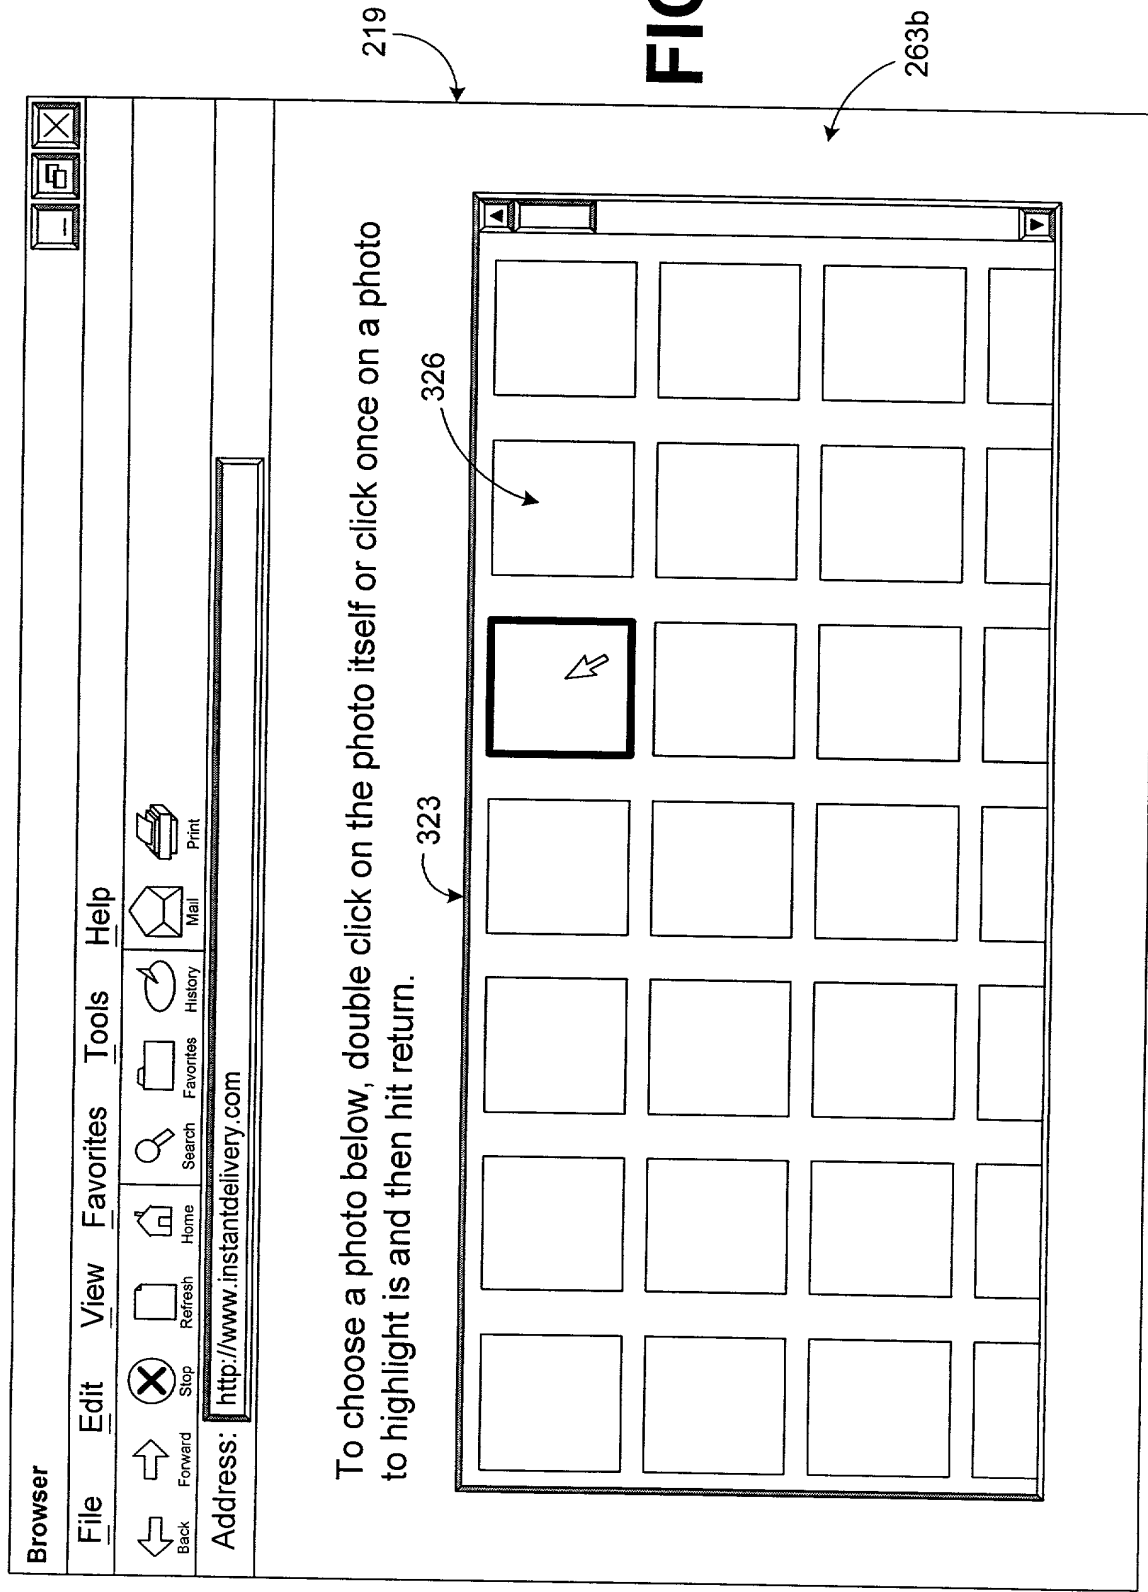 Browser
File Edit View Favorites Tools Help
Back Forward Stop Refresh Home Search Favorites History Mail Print
Address: http://www.instantdelivery.com
219
To choose a photo below, double click on the photo itself or click once on a photo
to highlight is and then hit return.
323
326
263b